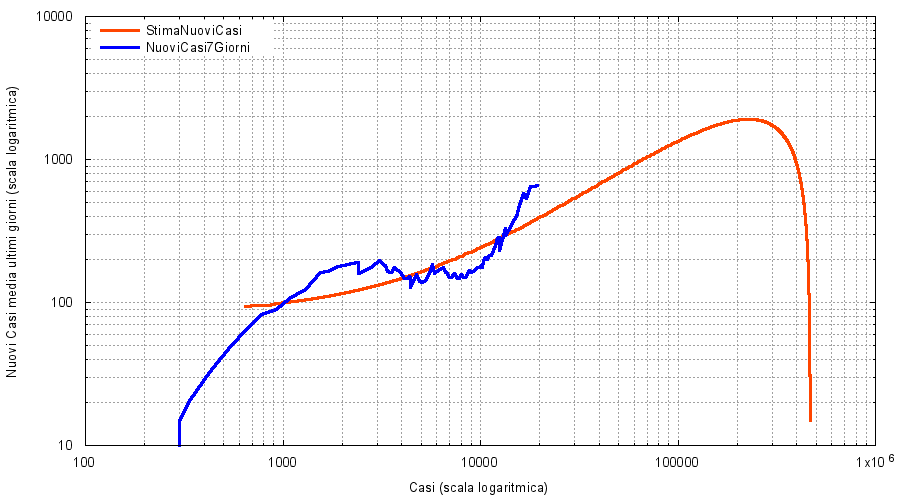 10000
StimaNuoviCasi
NuoviCasi7Giorni
1000
100
10
Nuovi Casi media ultimi giorni (scala logaritmica)
100 1000 10000 100000 1x10 6
Casi (scala logaritmica)